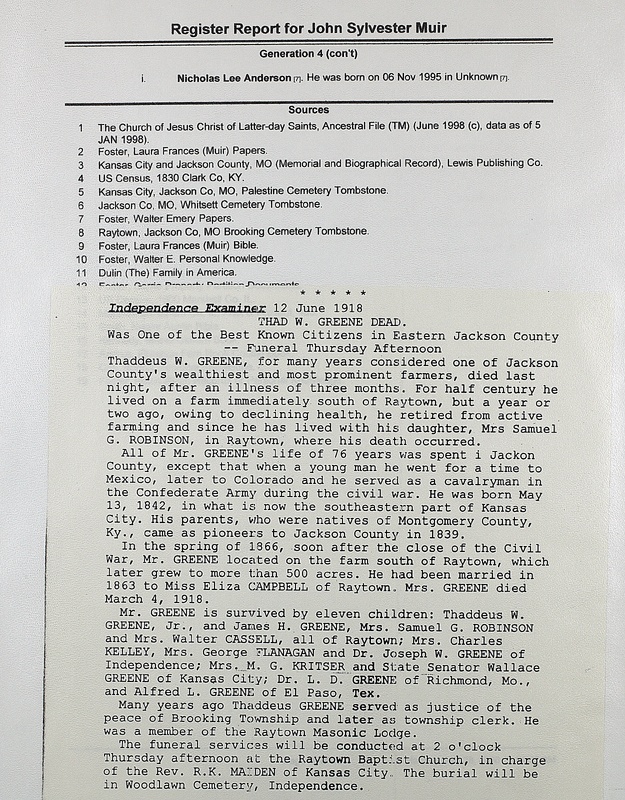 Register Report for John Sylvester Muir
Generation 4 (con't)
i. Nicholas Lee Anderson [7]. He was born on 06 Nov 1995 in Unknown [7].
Sources
1 The Church of Jesus Christ of Latter-day Saints, Ancestral File (TM) (June 1998 (c), data as of 5
JAN 1998).
2 Foster, Laura Frances (Muir) Papers.
3 Kansas City and Jackson County, MO (Memorial and Biographical Record), Lewis Publishing Co.
4 US Census, 1830 Clark Co, KY.
5 Kansas City, Jackson Co, MO, Palestine Cemetery Tombstone.
6 Jackson Co, MO, Whitsett Cemetery Tombstone.
7 Foster, Walter Emery Papers.
8 Raytown, Jackson Co, MO Brooking Cemetery Tombstone.
9 Foster, Laura Frances (Muir) Bible.
10 Foster, Walter E. Personal Knowledge.
11 Dulin (The) Family in America.
12 Foster, Property Partition Documents
* * * * *
Independence Examiner 12 June 1918
THAD W. GREENE DEAD.
Was One of the Best Known Citizens in Eastern Jackson County
-- Funeral Thursday Afternoon
Thaddeus W. GREENE, for many years considered one of Jackson
County's wealthiest and most prominent farmers, died last
night, after an illness of three months. For half century he
lived on a farm immediately south of Raytown, but a year or
two ago, owing to declining health, he retired from active
farming and since he has lived with his daughter, Mrs Samuel
G. ROBINSON, in Raytown, where his death occurred.
All of Mr. GREENE's life of 76 years was spent i Jackon
County, except that when a young man he went for a time to
Mexico, later to Colorado and he served as a cavalryman in
the Confederate Army during the civil war. He was born May
13, 1842, in what is now the southeastern part of Kansas
City. His parents, who were natives of Montgomery County,
Ky., came as pioneers to Jackson County in 1839.
In the spring of 1866, soon after the close of the Civil
War, Mr. GREENE located on the farm south of Raytown, which
later grew to more than 500 acres. He had been married in
1863 to Miss Eliza CAMPBELL of Raytown. Mrs. GREENE died
March 4, 1918.
Mr. GREENE is survived by eleven children: Thaddeus W.
GREENE, Jr., and James H. GREENE, Mrs. Samuel G. ROBINSON
and Mrs. Walter CASSELL, all of Raytown; Mrs. Charles
KELLEY, Mrs. George FLANAGAN and Dr. Joseph W. GREENE of
Independence; Mrs. M. G. KRITSER and State Senator Wallace
GREENE of Kansas City; Dr. L. D. GREENE of Richmond, Mo.,
and Alfred L. GREENE of El Paso, Tex.
Many years ago Thaddeus GREENE served as justice of the
peace of Brooking Township and later as township clerk. He
was a member of the Raytown Masonic Lodge.
The funeral services will be conducted at 2 o'clock
Thursday afternoon at the Raytown Baptist Church, in charge
of the Rev. R.K. MAIDEN of Kansas City. The burial will be
in Woodlawn Cemetery, Independence.